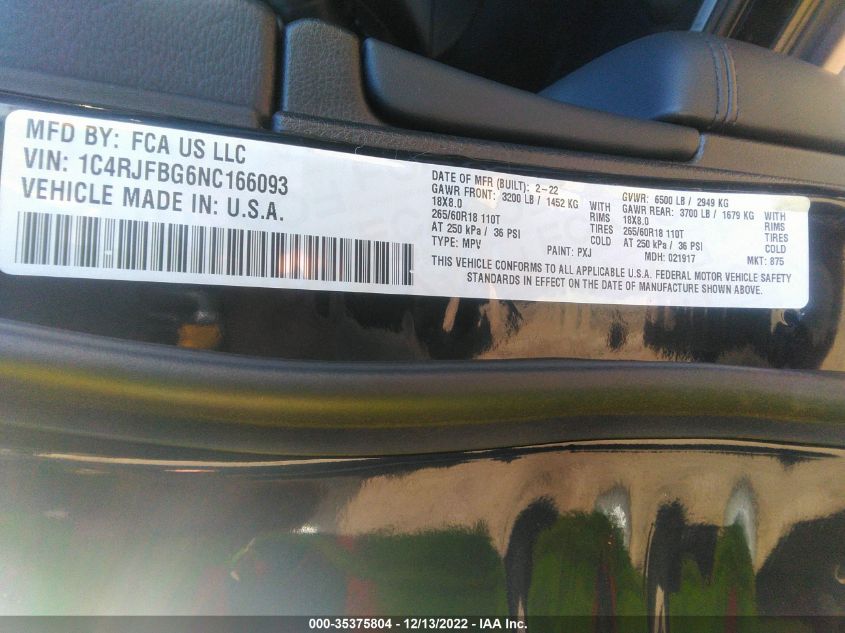 MFD BY: FCA US LLC
VIN: 1C4RJFBG6NC166093
VEHICLE MADE IN: U.S.A.
DATE OF MFR (BUILT): 2-22 GVWR: 6500 LB / 2949 KG
GAWR FRONT: 3200 LB / 1452 KG WITH GAWR REAR: 3700 LB / 1679 KG WITH
18X8.0 RIMS 18X8.0 RIMS
265/60R18 110T TIRES 265/60R18 110T TIRES
AT 250 kPa / 36 PSI COLD AT 250 kPa / 36 PSI COLD
TYPE: MPV PAINT: PXJ MDH: 021917 MKT: 875
THIS VEHICLE CONFORMS TO ALL APPLICABLE U.S.A. FEDERAL MOTOR VEHICLE SAFETY
STANDARDS IN EFFECT ON THE DATE OF MANUFACTURE SHOWN ABOVE.
000-35375804 - 12/13/2022 - IAA Inc.